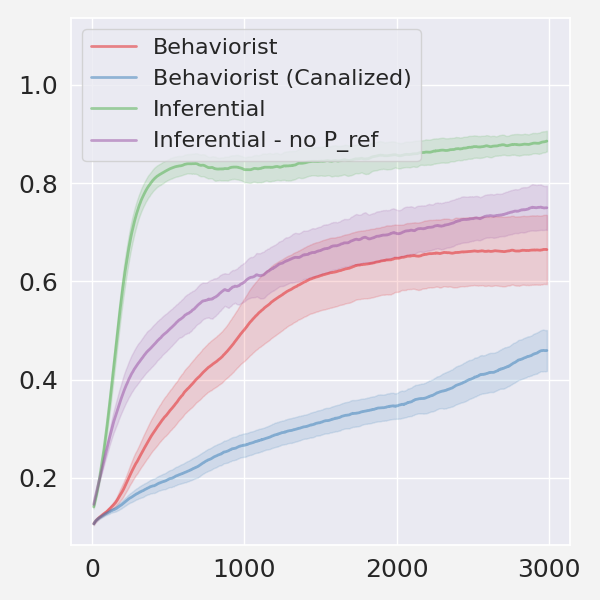 Behaviorist
Behaviorist (Canalized)
Inferential
Inferential - no P_ref
1.0
0.8
0.6
0.4
0.2
0 1000 2000 3000